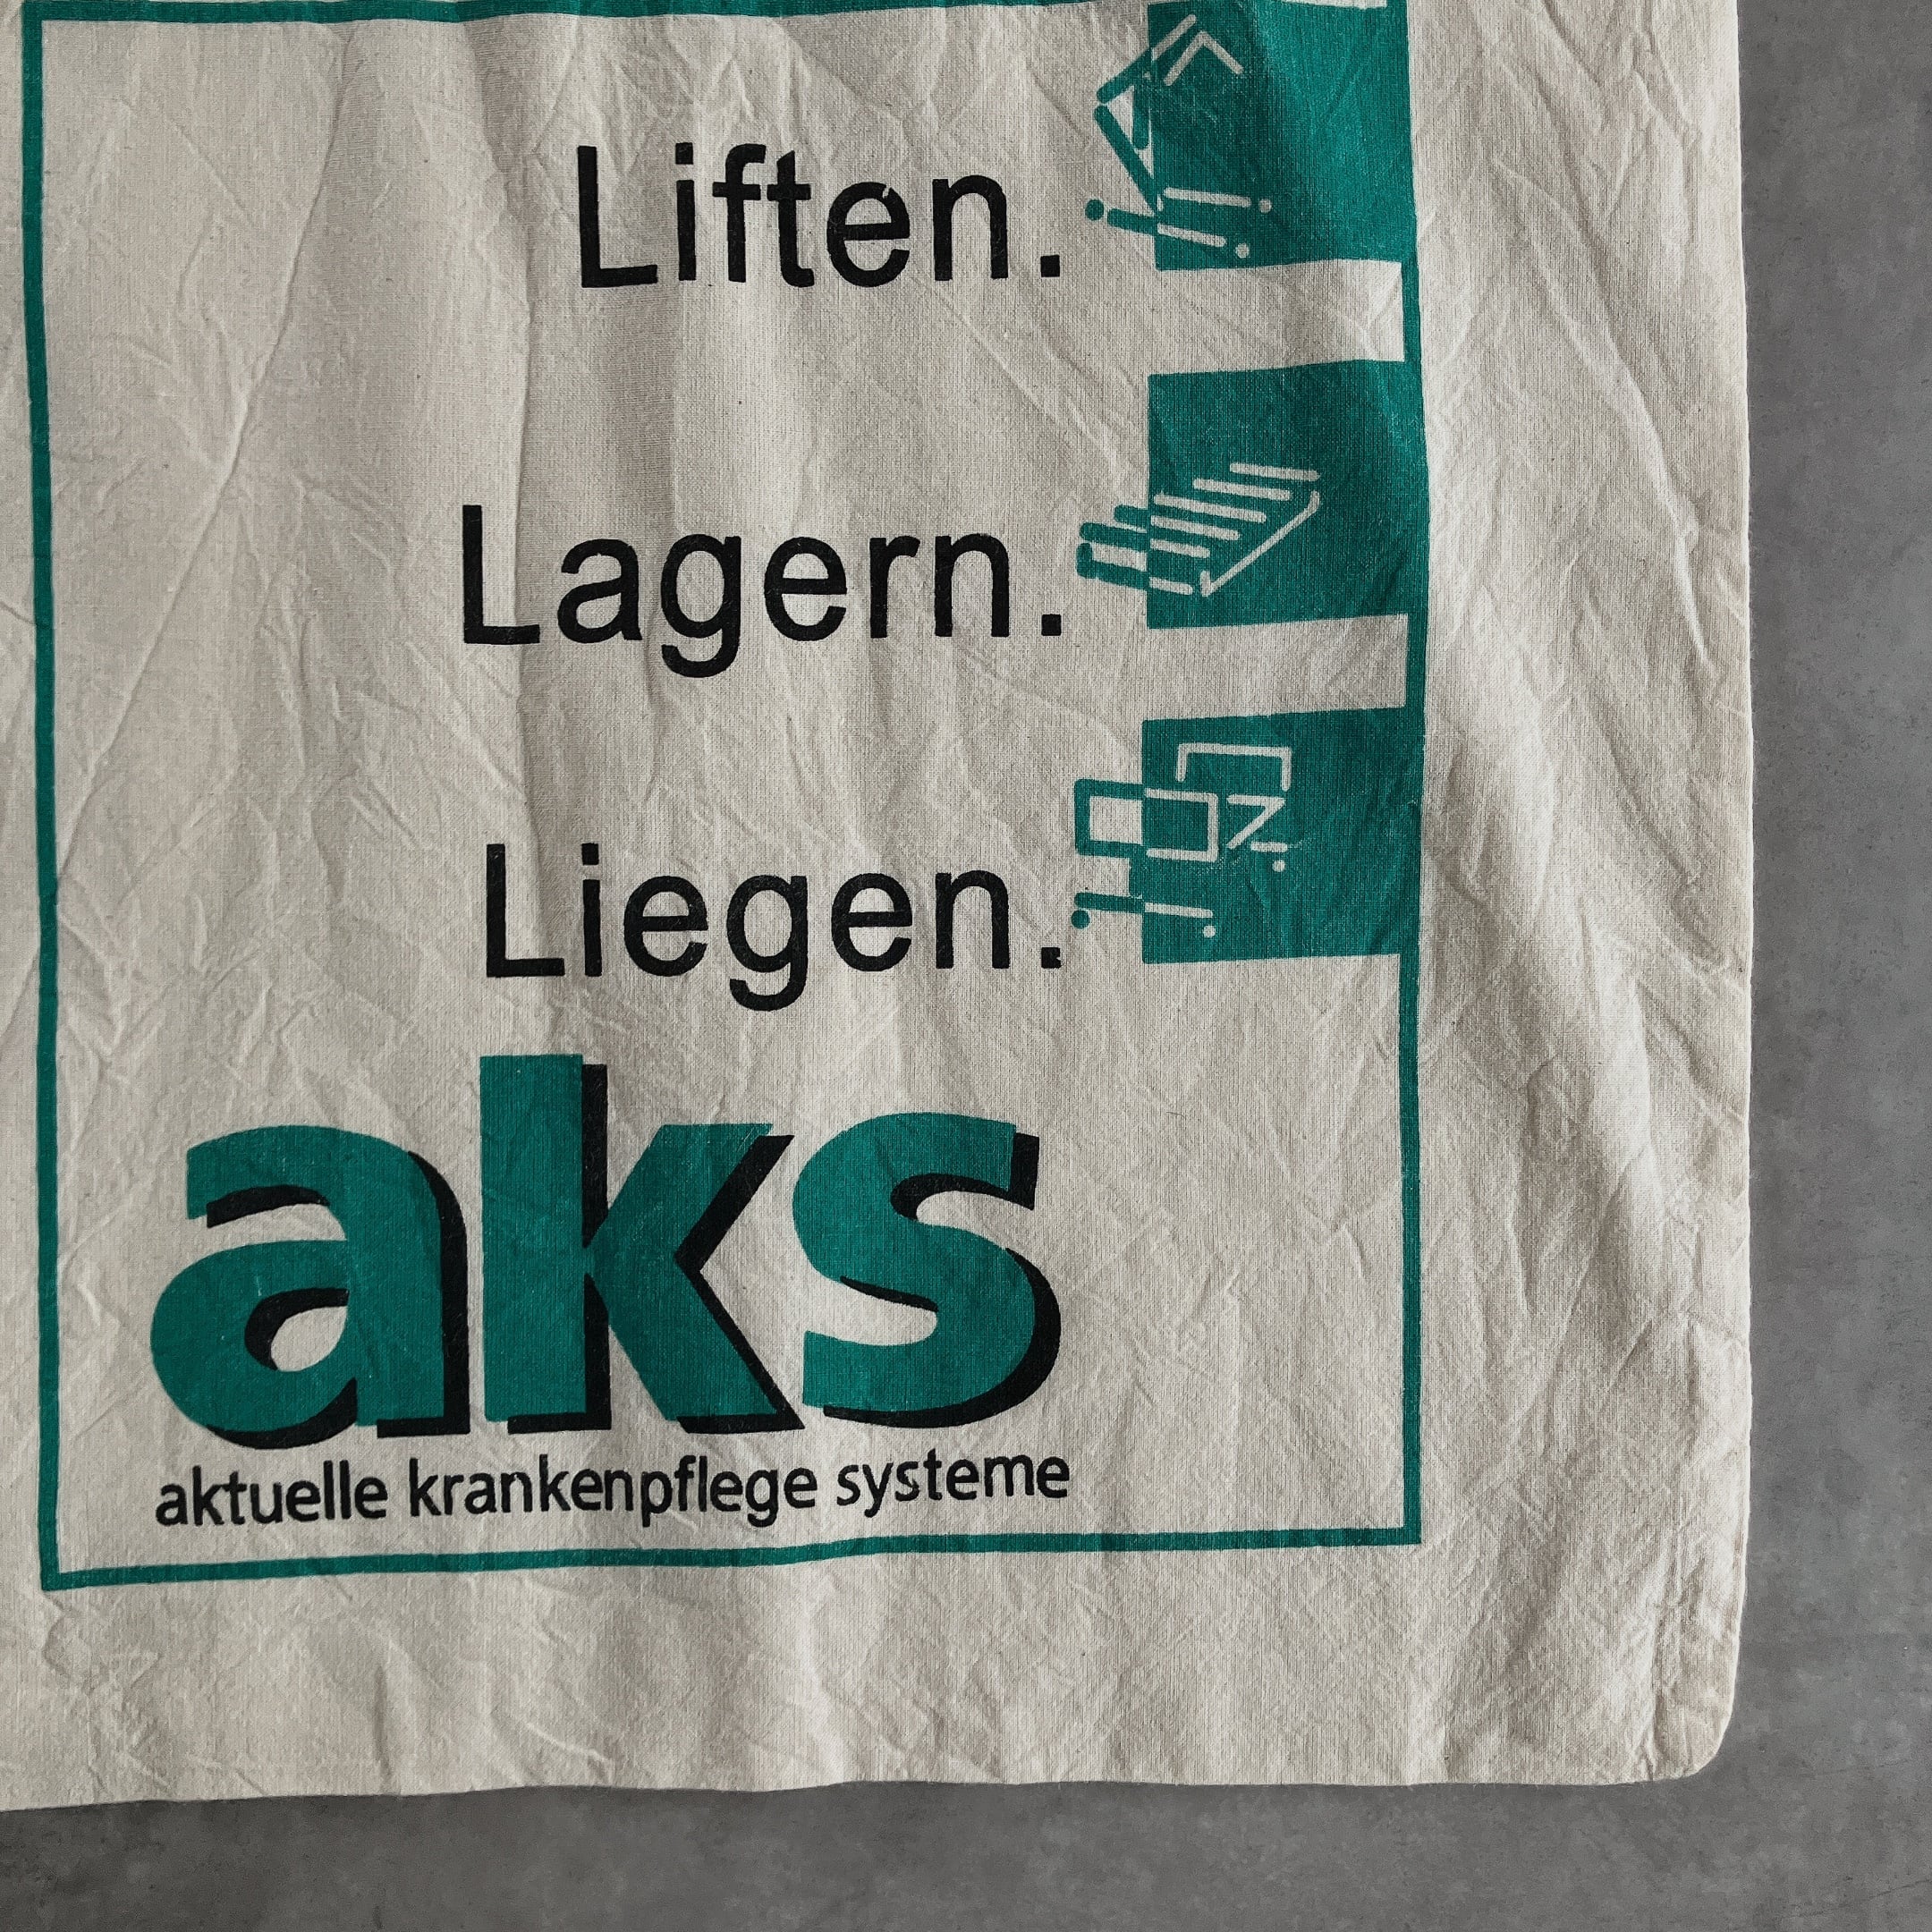 Liften.
Lagern.
Liegen.
aks
aktuelle krankenpflege systeme